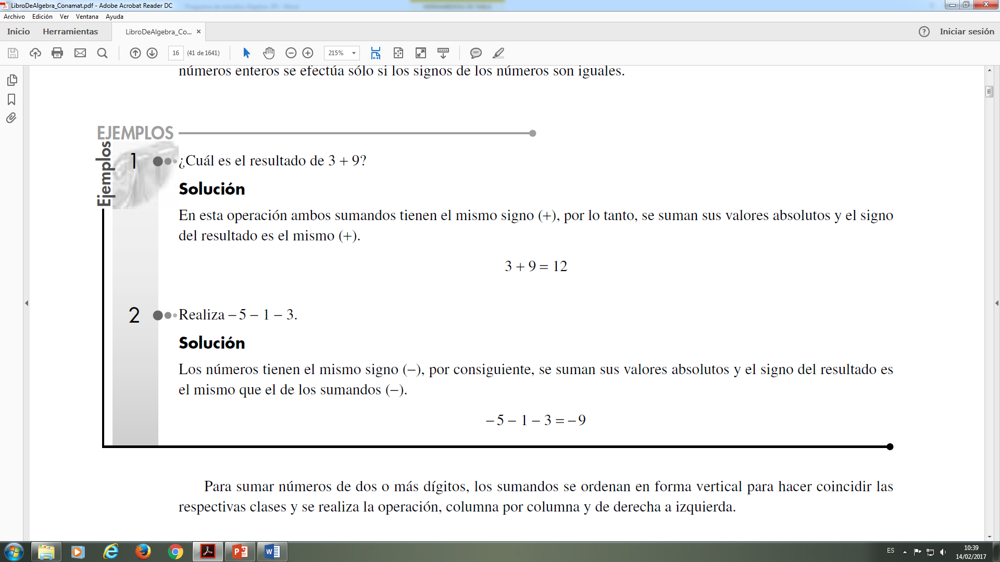 LibroDeAlgebra_Conamat.pdf - Adobe Acrobat Reader DC
Archivo Edición Ver Ventana Ayuda
Inicio Herramientas LibroDeAlgebra_Co... × ? Iniciar sesión
16 (41 de 1641) 215%
números enteros se efectúa sólo si los signos de los números son iguales.
EJEMPLOS
Ejemplos
1 ¿Cuál es el resultado de 3 + 9?
Solución
En esta operación ambos sumandos tienen el mismo signo (+), por lo tanto, se suman sus valores absolutos y el signo
del resultado es el mismo (+).
3 + 9 = 12
2 Realiza – 5 – 1 – 3.
Solución
Los números tienen el mismo signo (–), por consiguiente, se suman sus valores absolutos y el signo del resultado es
el mismo que el de los sumandos (–).
– 5 – 1 – 3 = – 9
Para sumar números de dos o más dígitos, los sumandos se ordenan en forma vertical para hacer coincidir las
respectivas clases y se realiza la operación, columna por columna y de derecha a izquierda.
ES
10:39
14/02/2017